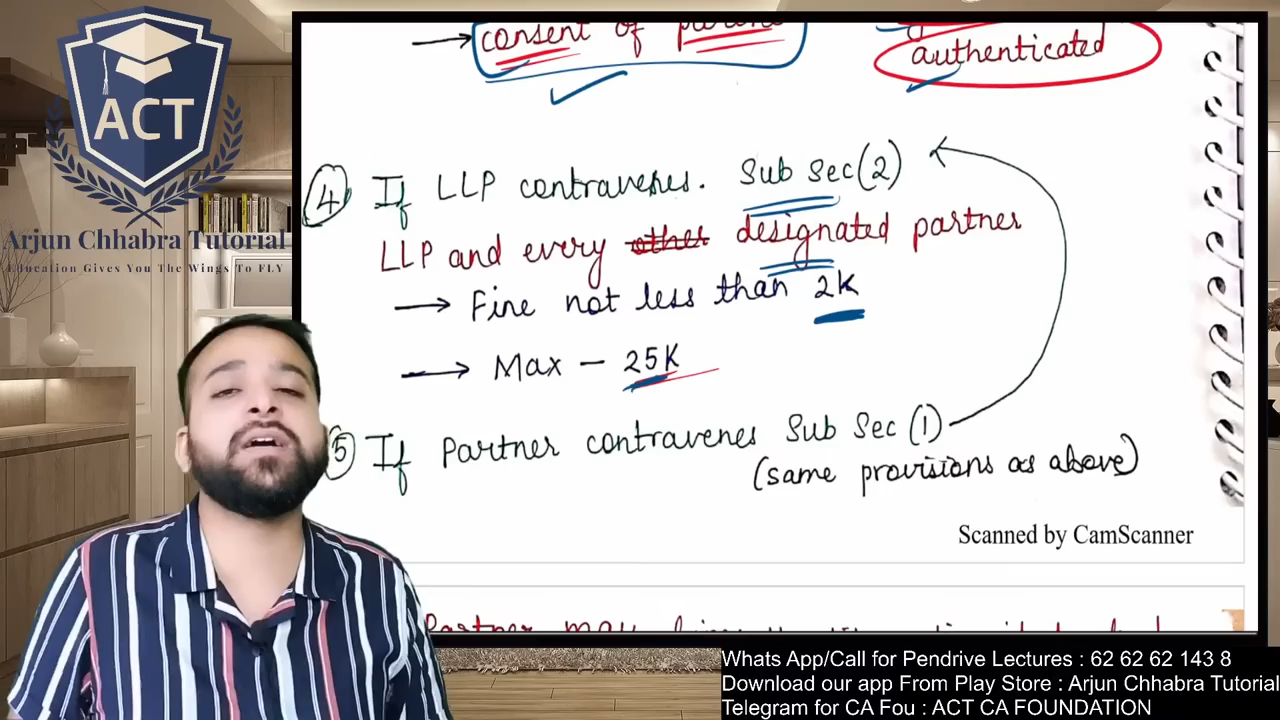 ACT
Arjun Chhabra Tutorial
Education Gives You The Wings To FLY
consent of
authenticated
④ If LLP contravenes. Sub Sec (2)
LLP and every other designated partner
→ Fine not less than 2K
→ Max – 25K
⑤ If Partner contravenes Sub Sec (1)
(same provisions as above)
Scanned by CamScanner
Partner may
Whats App/Call for Pendrive Lectures : 62 62 62 143 8
Download our app From Play Store : Arjun Chhabra Tutorial
Telegram for CA Fou : ACT CA FOUNDATION